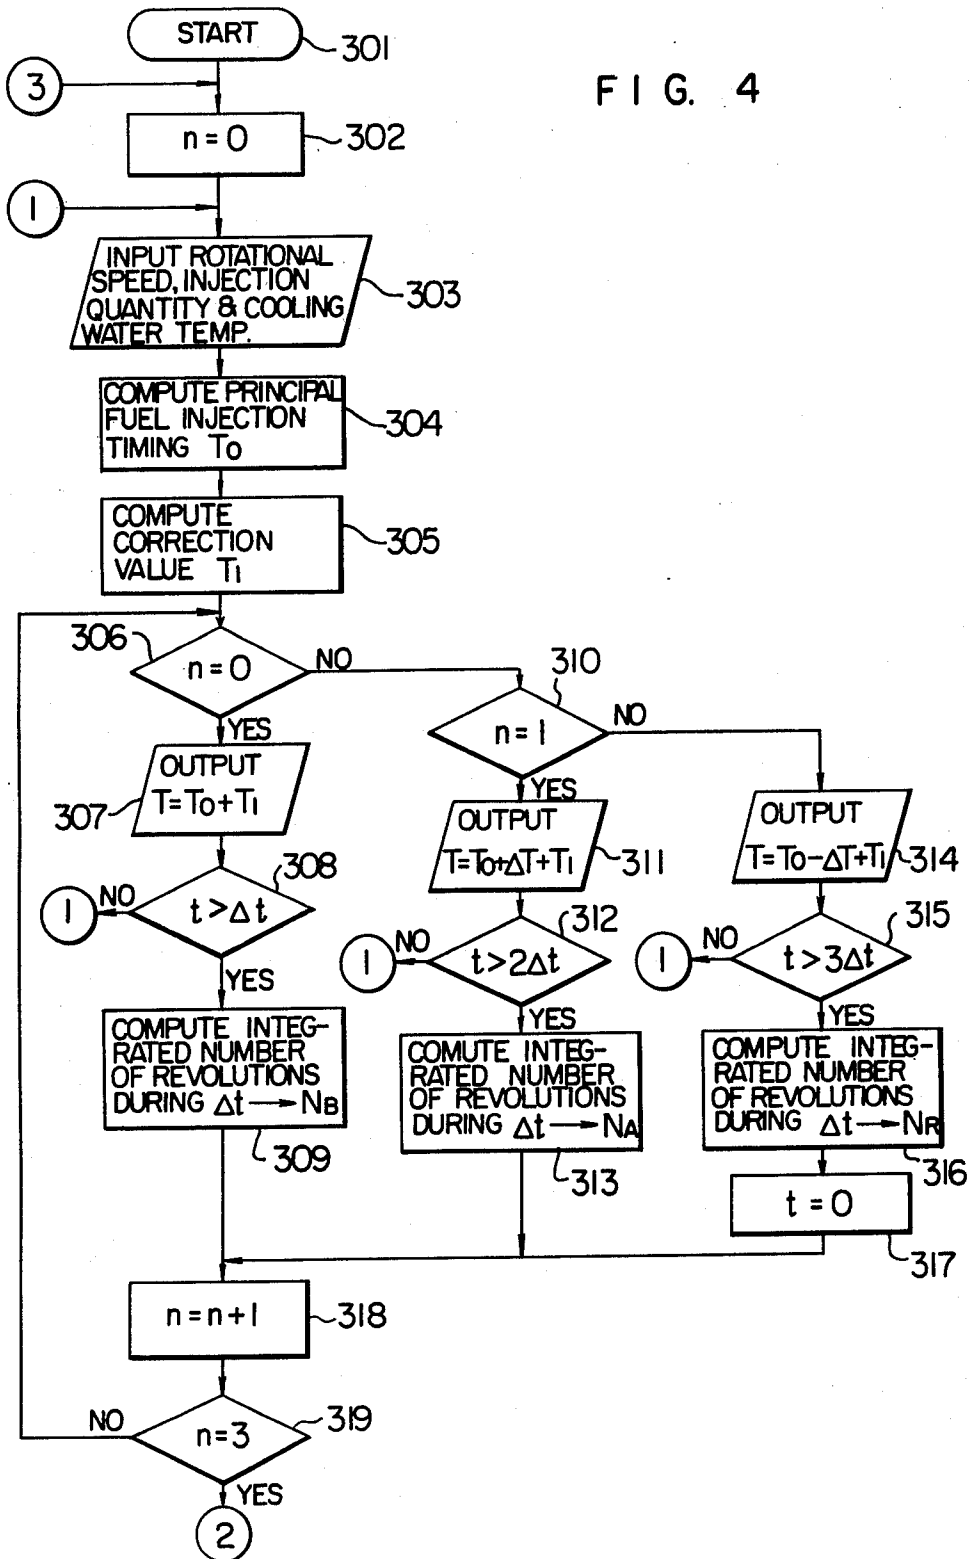 START
301
3
FIG. 4
n=0
302
1
INPUT ROTATIONAL
SPEED, INJECTION
QUANTITY & COOLING
WATER TEMP.
303
COMPUTE PRINCIPAL
FUEL INJECTION
TIMING T0
304
COMPUTE
CORRECTION
VALUE T1
305
306
n=0
NO
YES
310
n=1
NO
YES
OUTPUT
T=T0+T1
307
OUTPUT
T=T0+ΔT+T1
311
OUTPUT
T=T0-ΔT+T1
314
308
1
NO
t>Δt
YES
312
1
NO
t>2Δt
YES
315
1
NO
t>3Δt
YES
COMPUTE INTEG-
RATED NUMBER
OF REVOLUTIONS
DURING Δt→NB
309
COMUTE INTEG-
RATED NUMBER
OF REVOLUTIONS
DURING Δt→NA
313
COMPUTE INTEG-
RATED NUMBER
OF REVOLUTIONS
DURING Δt→NR
316
t=0
317
n=n+1
318
NO
n=3
319
YES
2